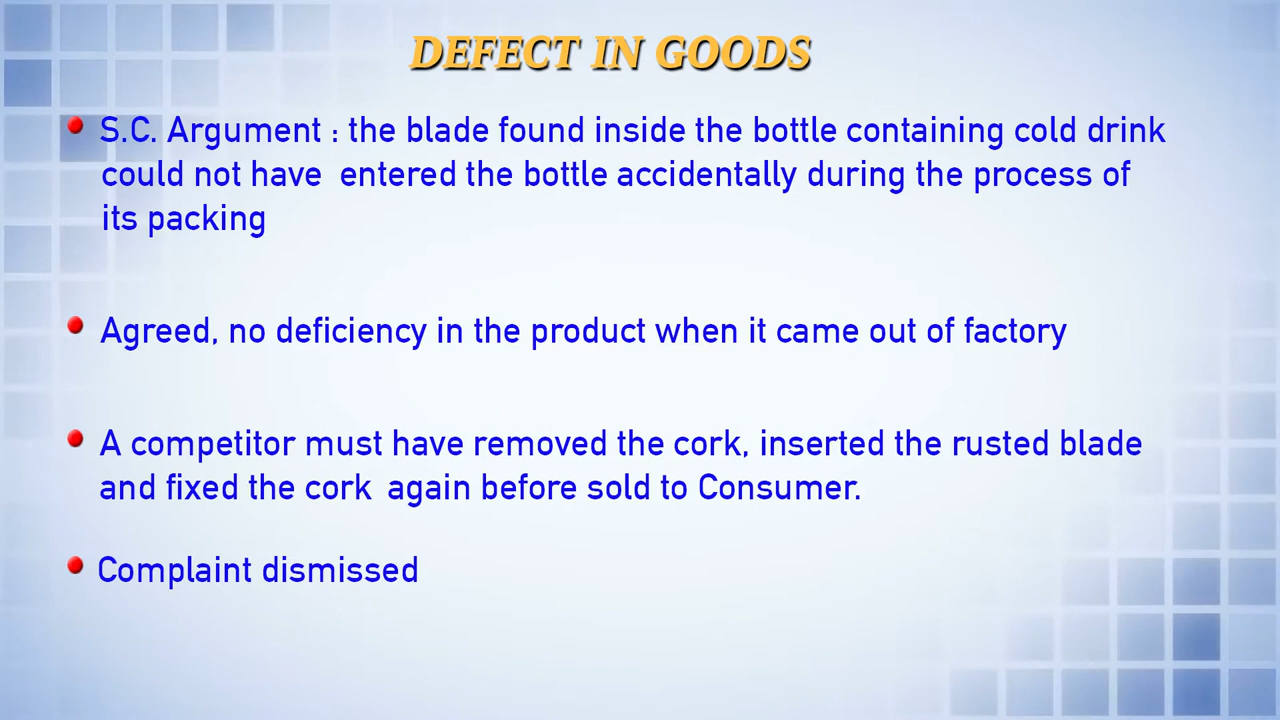 DEFECT IN GOODS
S.C. Argument : the blade found inside the bottle containing cold drink
could not have entered the bottle accidentally during the process of
its packing
Agreed, no deficiency in the product when it came out of factory
A competitor must have removed the cork, inserted the rusted blade
and fixed the cork again before sold to Consumer.
Complaint dismissed